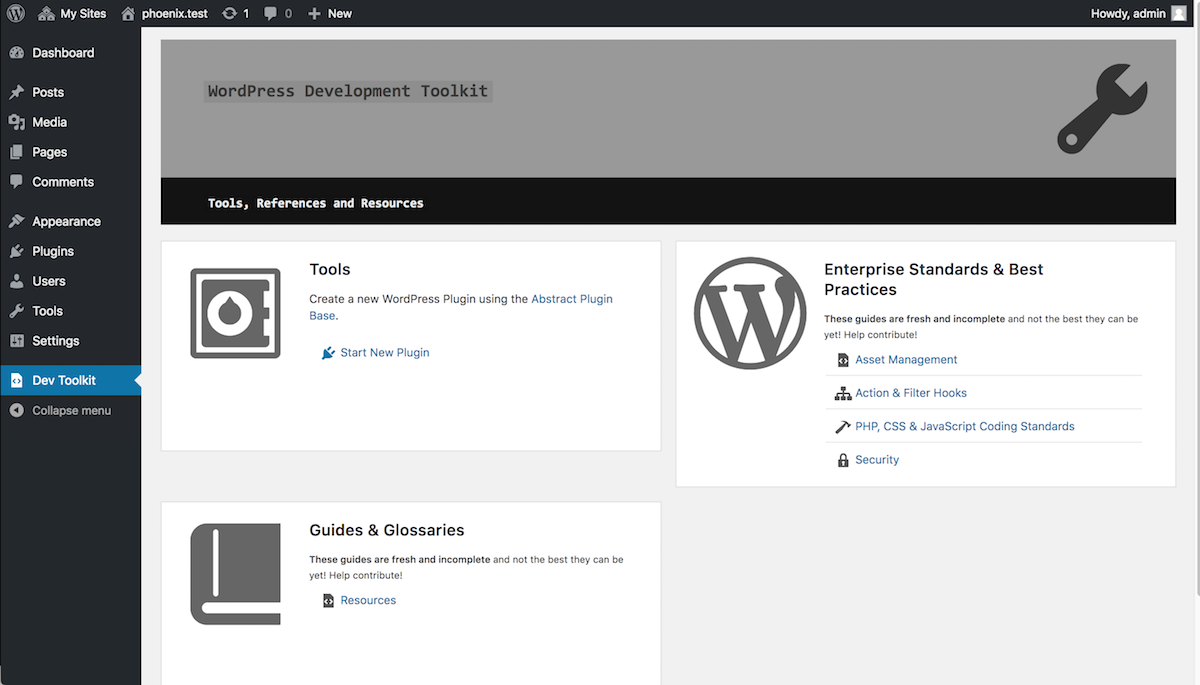 My Sites phoenix.test 1 0 New Howdy, admin
Dashboard
Posts
Media
Pages
Comments
Appearance
Plugins
Users
Tools
Settings
Dev Toolkit
Collapse menu
WordPress Development Toolkit
Tools, References and Resources
Tools
Create a new WordPress Plugin using the Abstract Plugin
Base.
Start New Plugin
Enterprise Standards & Best
Practices
These guides are fresh and incomplete and not the best they can be
yet! Help contribute!
Asset Management
Action & Filter Hooks
PHP, CSS & JavaScript Coding Standards
Security
Guides & Glossaries
These guides are fresh and incomplete and not the best they can be
yet! Help contribute!
Resources